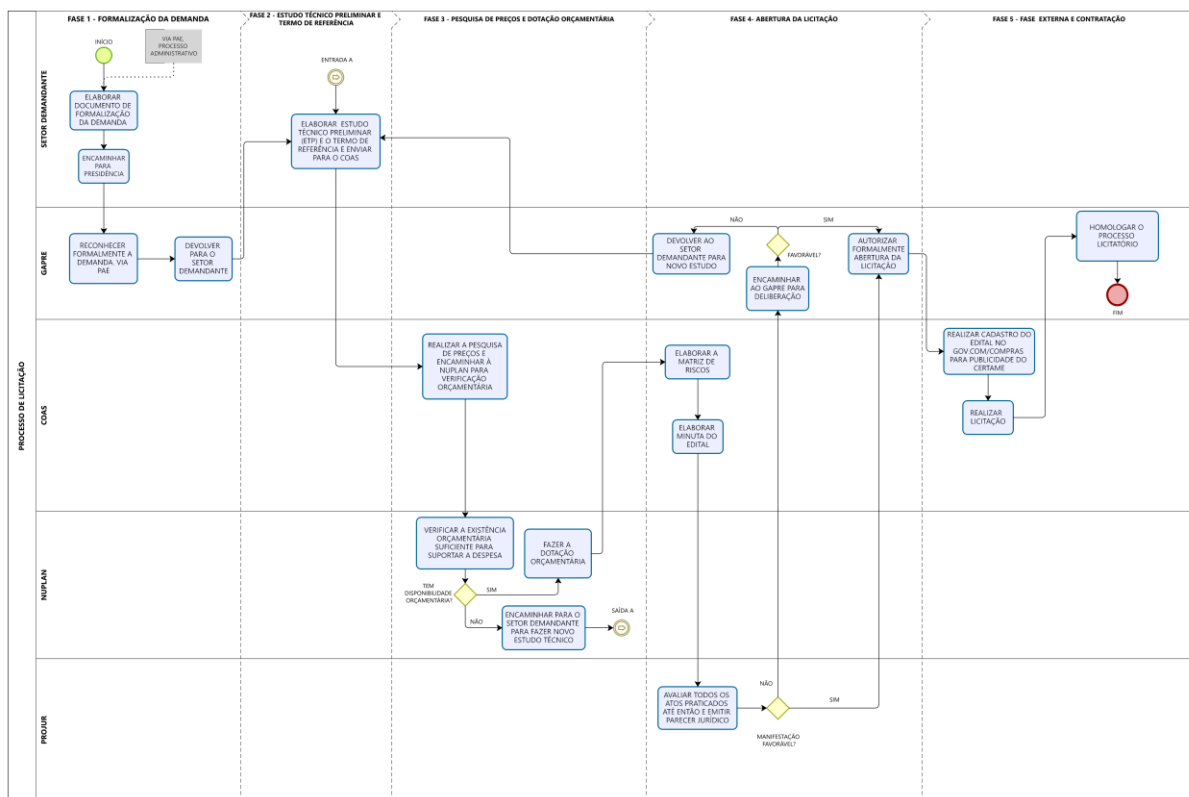 FASE 1 - FORMALIZAÇÃO DA DEMANDA
FASE 2 - ESTUDO TÉCNICO PRELIMINAR E
TERMO DE REFERÊNCIA
FASE 3 - PESQUISA DE PREÇOS E DOTAÇÃO ORÇAMENTÁRIA
FASE 4- ABERTURA DA LICITAÇÃO
FASE 5 - FASE EXTERNA E CONTRATAÇÃO
PROCESSO DE LICITAÇÃO
SETOR DEMANDANTE
INÍCIO
VIA PAE,
PROCESSO
ADMINISTRATIVO
ELABORAR
DOCUMENTO DE
FORMALIZAÇÃO
DA DEMANDA
ENCAMINHAR
PARA
PRESIDÊNCIA
ENTRADA A
ELABORAR ESTUDO
TÉCNICO PRELIMINAR
(ETP) E O TERMO DE
REFERÊNCIA E ENVIAR
PARA O COAS
GAPRE
RECONHECER
FORMALMENTE A
DEMANDA, VIA
PAE
DEVOLVER
PARA O
SETOR
DEMANDANTE
DEVOLVER AO
SETOR
DEMANDANTE PARA
NOVO ESTUDO
NÃO
SIM
FAVORÁVEL?
ENCAMINHAR
AO GAPRE PARA
DELIBERAÇÃO
AUTORIZAR
FORMALMENTE
ABERTURA DA
LICITAÇÃO
HOMOLOGAR O
PROCESSO
LICITATÓRIO
FIM
COAS
REALIZAR A PESQUISA
DE PREÇOS E
ENCAMINHAR À
NUPLAN PARA
VERIFICAÇÃO
ORÇAMENTÁRIA
ELABORAR A
MATRIZ DE
RISCOS
ELABORAR
MINUTA DO
EDITAL
REALIZAR CADASTRO DO
EDITAL NO
GOV.COM/COMPRAS
PARA PUBLICIDADE DO
CERTAME
REALIZAR
LICITAÇÃO
NUPLAN
VERIFICAR A EXISTÊNCIA
ORÇAMENTÁRIA
SUFICIENTE PARA
SUPORTAR A DESPESA
FAZER A
DOTAÇÃO
ORÇAMENTÁRIA
TEM
DISPONIBILIDADE
ORÇAMENTÁRIA?
SIM
NÃO
ENCAMINHAR PARA O
SETOR DEMANDANTE
PARA FAZER NOVO
ESTUDO TÉCNICO
SAÍDA A
PROJUR
AVALIAR TODOS OS
ATOS PRATICADOS
ATÉ ENTÃO E EMITIR
PARECER JURÍDICO
NÃO
SIM
MANIFESTAÇÃO
FAVORÁVEL?